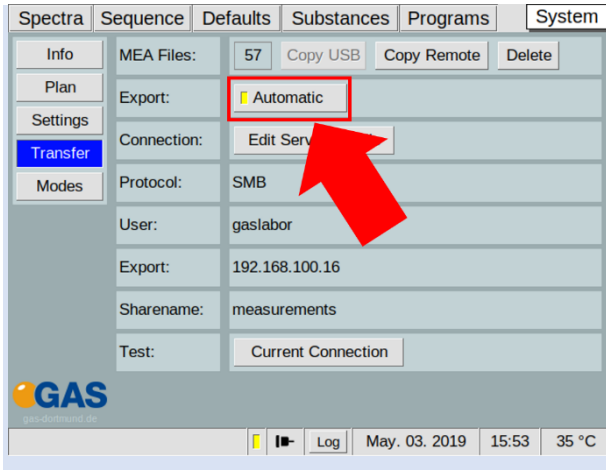 Spectra Sequence Defaults Substances Programs System
Info
Plan
Settings
Transfer
Modes
MEA Files: 57 Copy USB Copy Remote Delete
Export: Automatic
Connection: Edit
Protocol: SMB
User: gaslabor
Export: 192.168.100.16
Sharename: measurements
Test: Current Connection
GAS
gas-dortmund.de
Log May. 03. 2019 15:53 35 °C